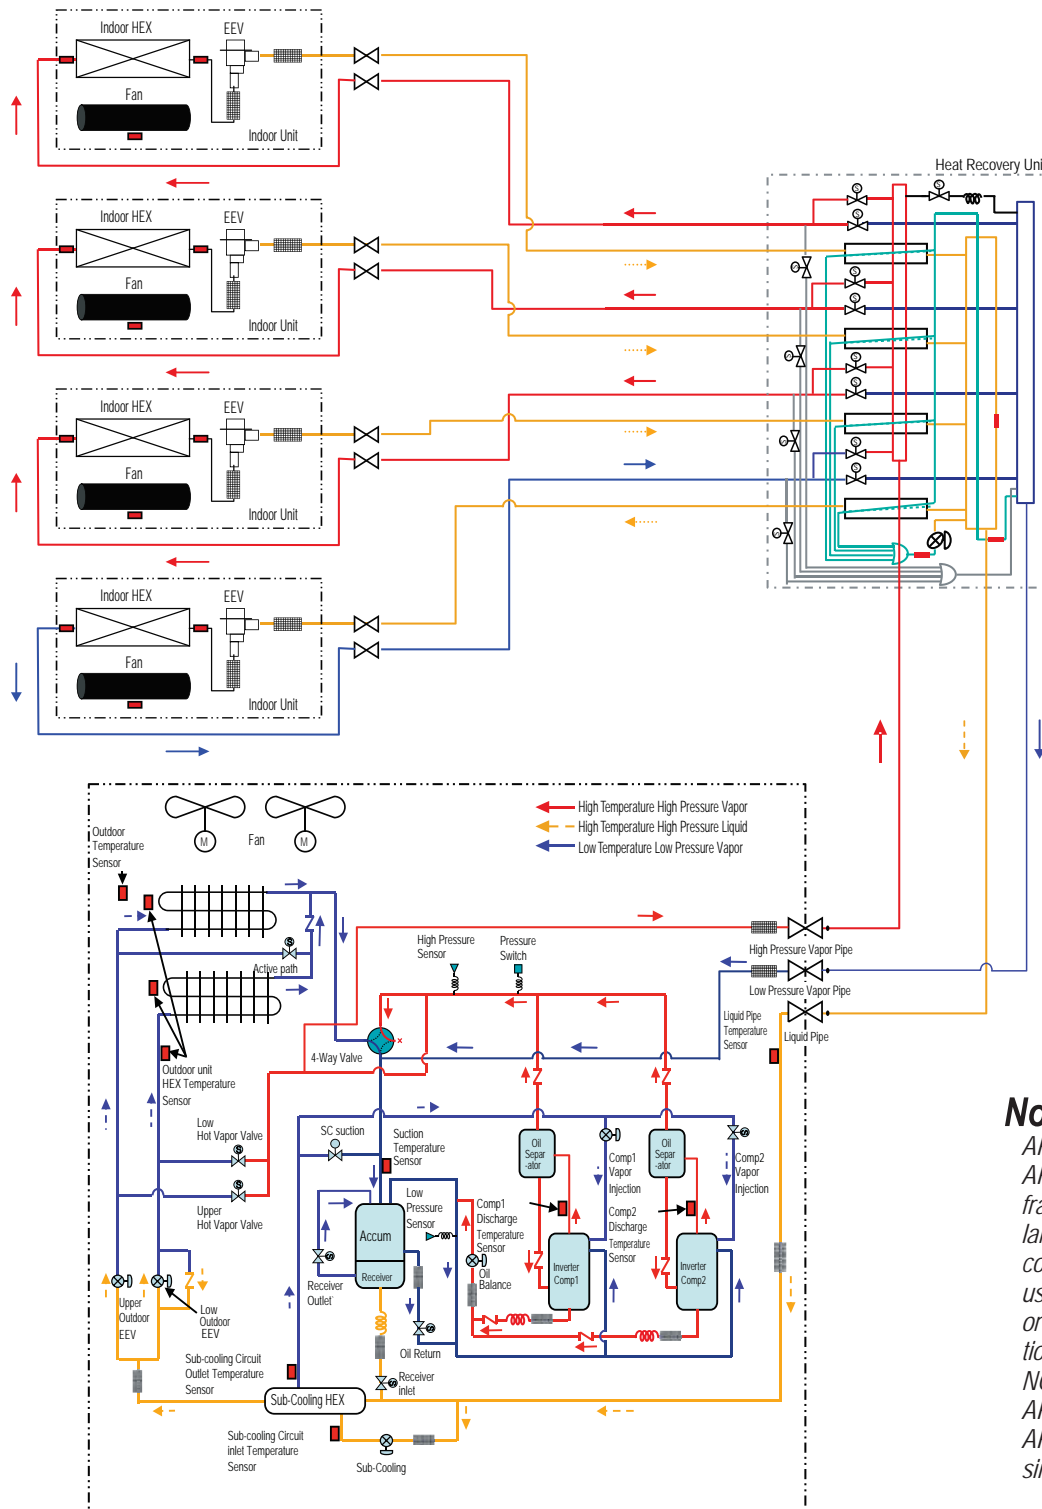 Indoor HEX
EEV
Fan
Indoor Unit
Heat Recovery Uni
S
S
Indoor HEX
EEV
Fan
Indoor Unit
S
S
S
Indoor HEX
EEV
Fan
Indoor Unit
S
S
S
S
S
S
Indoor HEX
EEV
Fan
Indoor Unit
S
High Temperature High Pressure Vapor
High Temperature High Pressure Liquid
Low Temperature Low Pressure Vapor
M
Fan
M
Outdoor
Temperature
Sensor
S
Active path
High Pressure
Sensor
Pressure
Switch
High Pressure Vapor Pipe
Low Pressure Vapor Pipe
Liquid Pipe
Liquid Pipe
Temperature
Sensor
4-Way Valve
Outdoor unit
HEX Temperature
Sensor
Low
Hot Vapor Valve
S
Upper
Hot Vapor Valve
S
SC suction
Suction
Temperature
Sensor
Oil
Separ
-ator
Oil
Separ
-ator
Comp1
Vapor
Injection
Comp2
Vapor
Injection
S
Low
Pressure
Sensor
Comp1
Discharge
Temperature
Sensor
Comp2
Discharge
Temperature
Sensor
Accum
Receiver
Receiver
Outlet
S
Oil
Balance
Inverter
Comp1
Inverter
Comp2
Upper
Outdoor
EEV
Low
Outdoor
EEV
Oil Return
S
Receiver
inlet
S
Sub-cooling Circuit
Outlet Temperature
Sensor
Sub-Cooling HEX
Sub-cooling Circuit
inlet Temperature
Sensor
Sub-Cooling
No
fra
co
us
or
tio